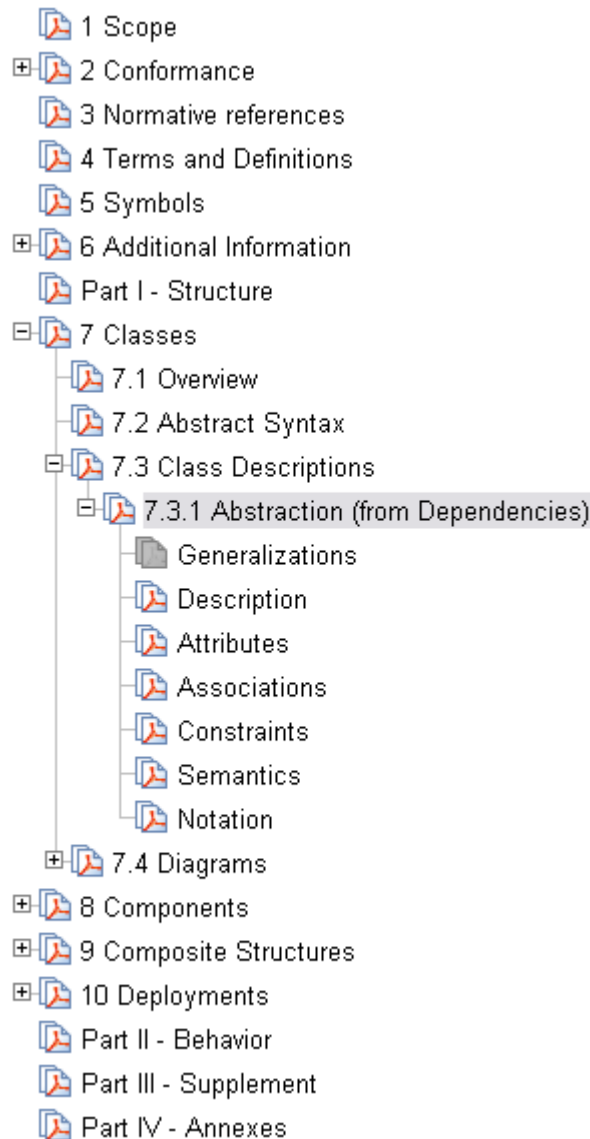 1 Scope
2 Conformance
3 Normative references
4 Terms and Definitions
5 Symbols
6 Additional Information
Part I - Structure
7 Classes
7.1 Overview
7.2 Abstract Syntax
7.3 Class Descriptions
7.3.1 Abstraction (from Dependencies)
Generalizations
Description
Attributes
Associations
Constraints
Semantics
Notation
7.4 Diagrams
8 Components
9 Composite Structures
10 Deployments
Part II - Behavior
Part III - Supplement
Part IV - Annexes